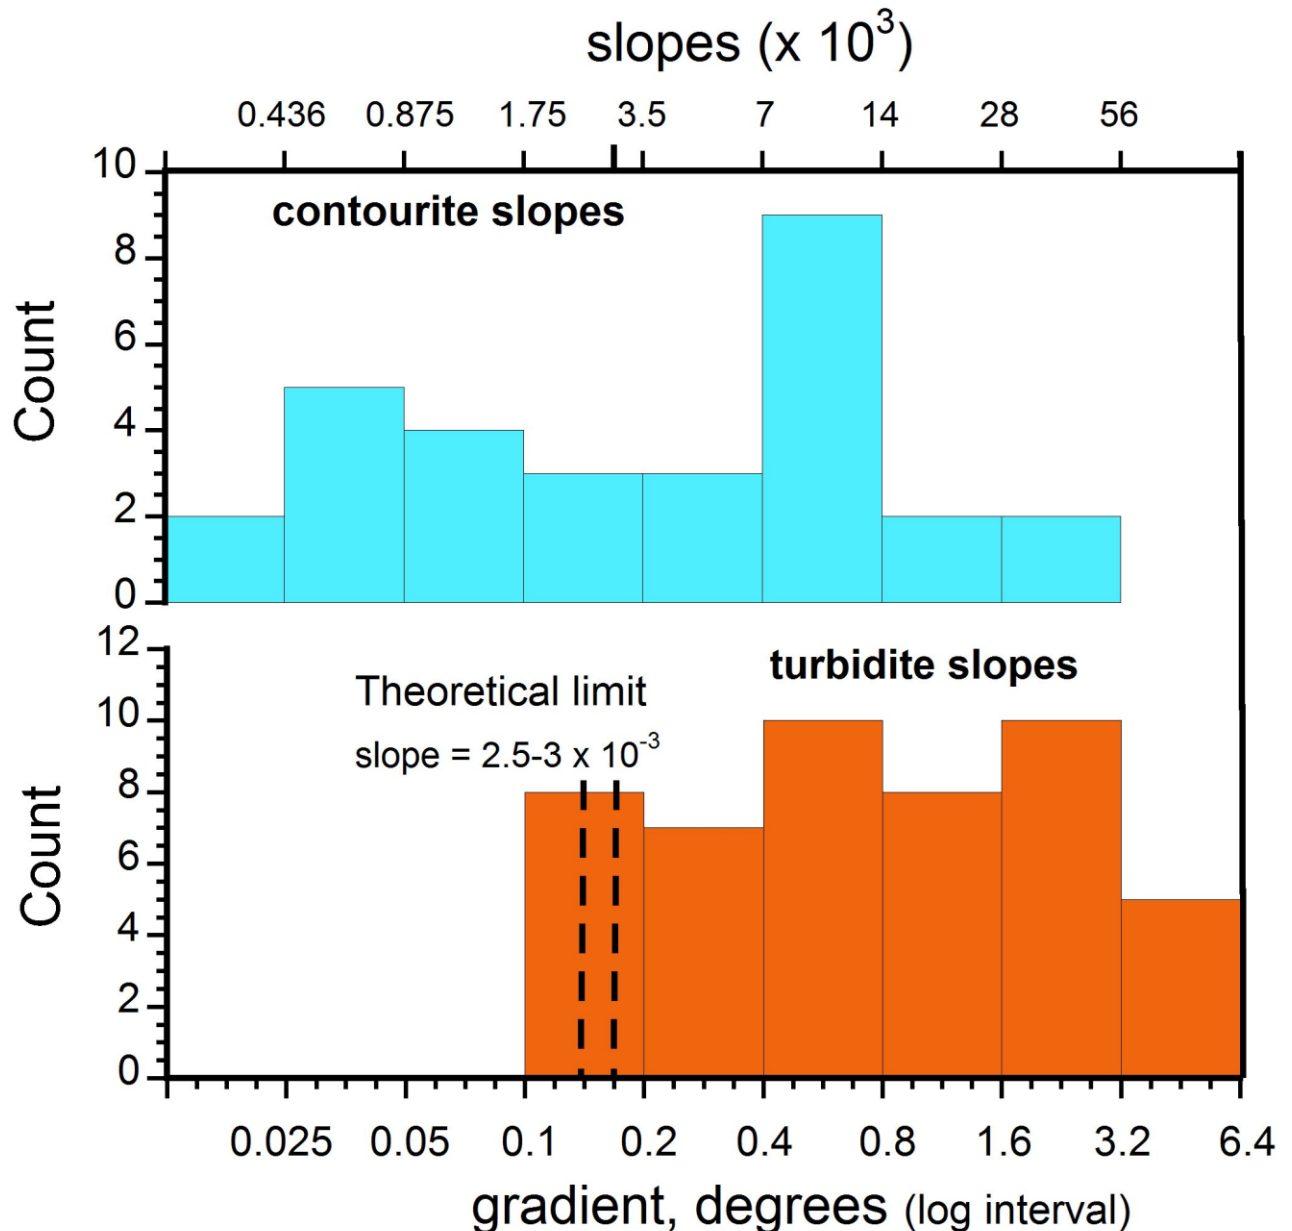 slopes (x 10³)
0.436 0.875 1.75 3.5 7 14 28 56
10
contourite slopes
8
6
Count
4
2
0
12
turbidite slopes
Theoretical limit
10
slope = 2.5-3 x 10⁻³
8
6
Count
4
2
0
0.025 0.05 0.1 0.2 0.4 0.8 1.6 3.2 6.4
gradient, degrees (log interval)